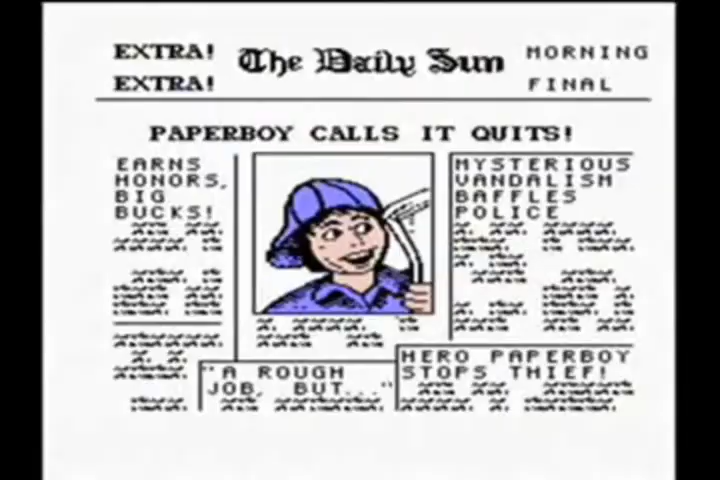 EXTRA!
EXTRA!
The Daily Sun
MORNING
FINAL
PAPERBOY CALLS IT QUITS!
EARNS
HONORS,
BIG
BUCKS!
MYSTERIOUS
VANDALISM
BAFFLES
POLICE
"A ROUGH
JOB, BUT..."
HERO PAPERBOY
STOPS THIEF!